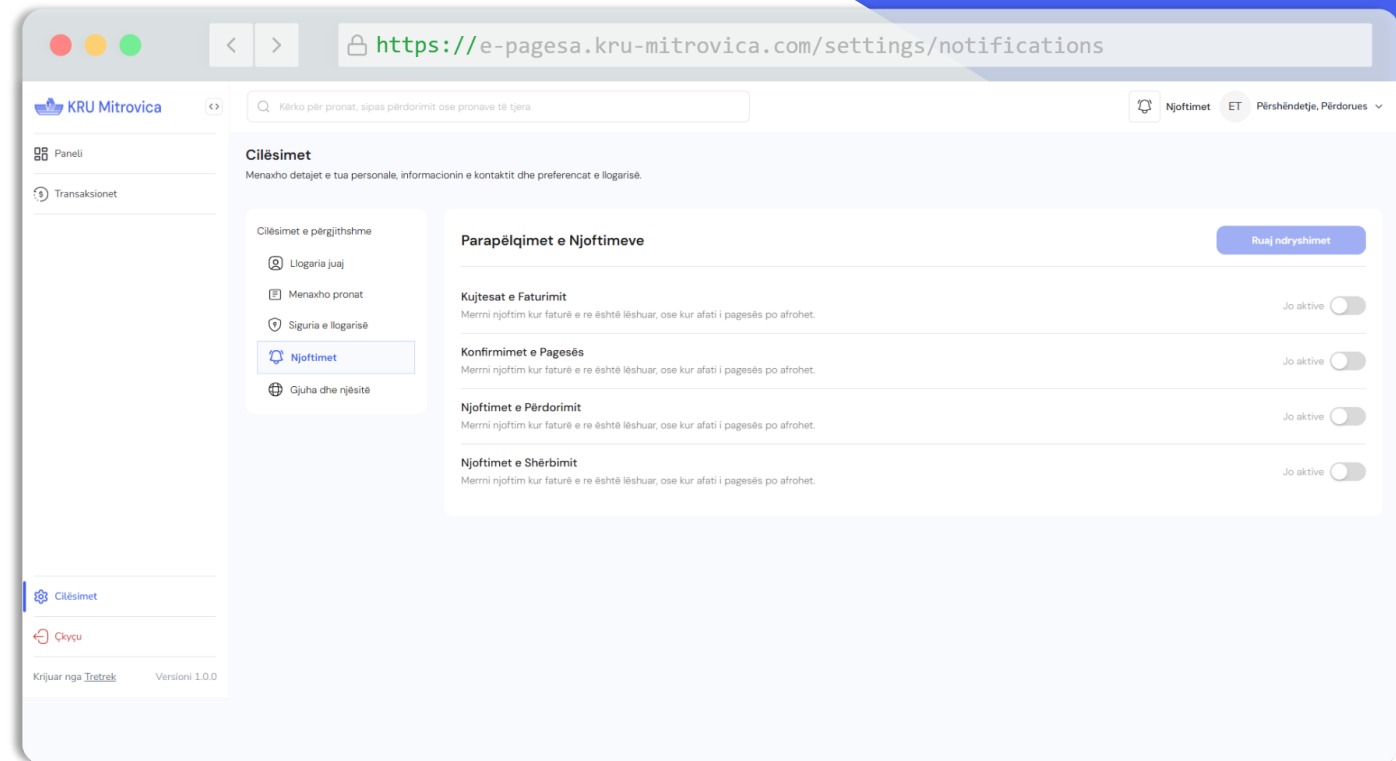 https://e-pagesa.kru-mitrovica.com/settings/notifications
KRU Mitrovica
Kërko për pronat, sipas përdorimit ose pronave të tjera
Njoftimet
ET
Përshëndetje, Përdorues
Paneli
Transaksionet
Cilësimet
Menaxho detajet e tua personale, informacionin e kontaktit dhe preferencat e llogarisë.
Cilësimet e përgjithshme
Llogaria juaj
Menaxho pronat
Siguria e llogarisë
Njoftimet
Gjuha dhe njësitë
Parapëlqimet e Njoftimeve
Ruaj ndryshimet
Kujtesat e Faturimit
Merrni njoftim kur faturë e re është lëshuar, ose kur afati i pagesës po afrohet.
Jo aktive
Konfirmimet e Pagesës
Merrni njoftim kur faturë e re është lëshuar, ose kur afati i pagesës po afrohet.
Jo aktive
Njoftimet e Përdorimit
Merrni njoftim kur faturë e re është lëshuar, ose kur afati i pagesës po afrohet.
Jo aktive
Njoftimet e Shërbimit
Merrni njoftim kur faturë e re është lëshuar, ose kur afati i pagesës po afrohet.
Jo aktive
Cilësimet
Çkyçu
Krijuar nga Tretrek
Versioni 1.0.0